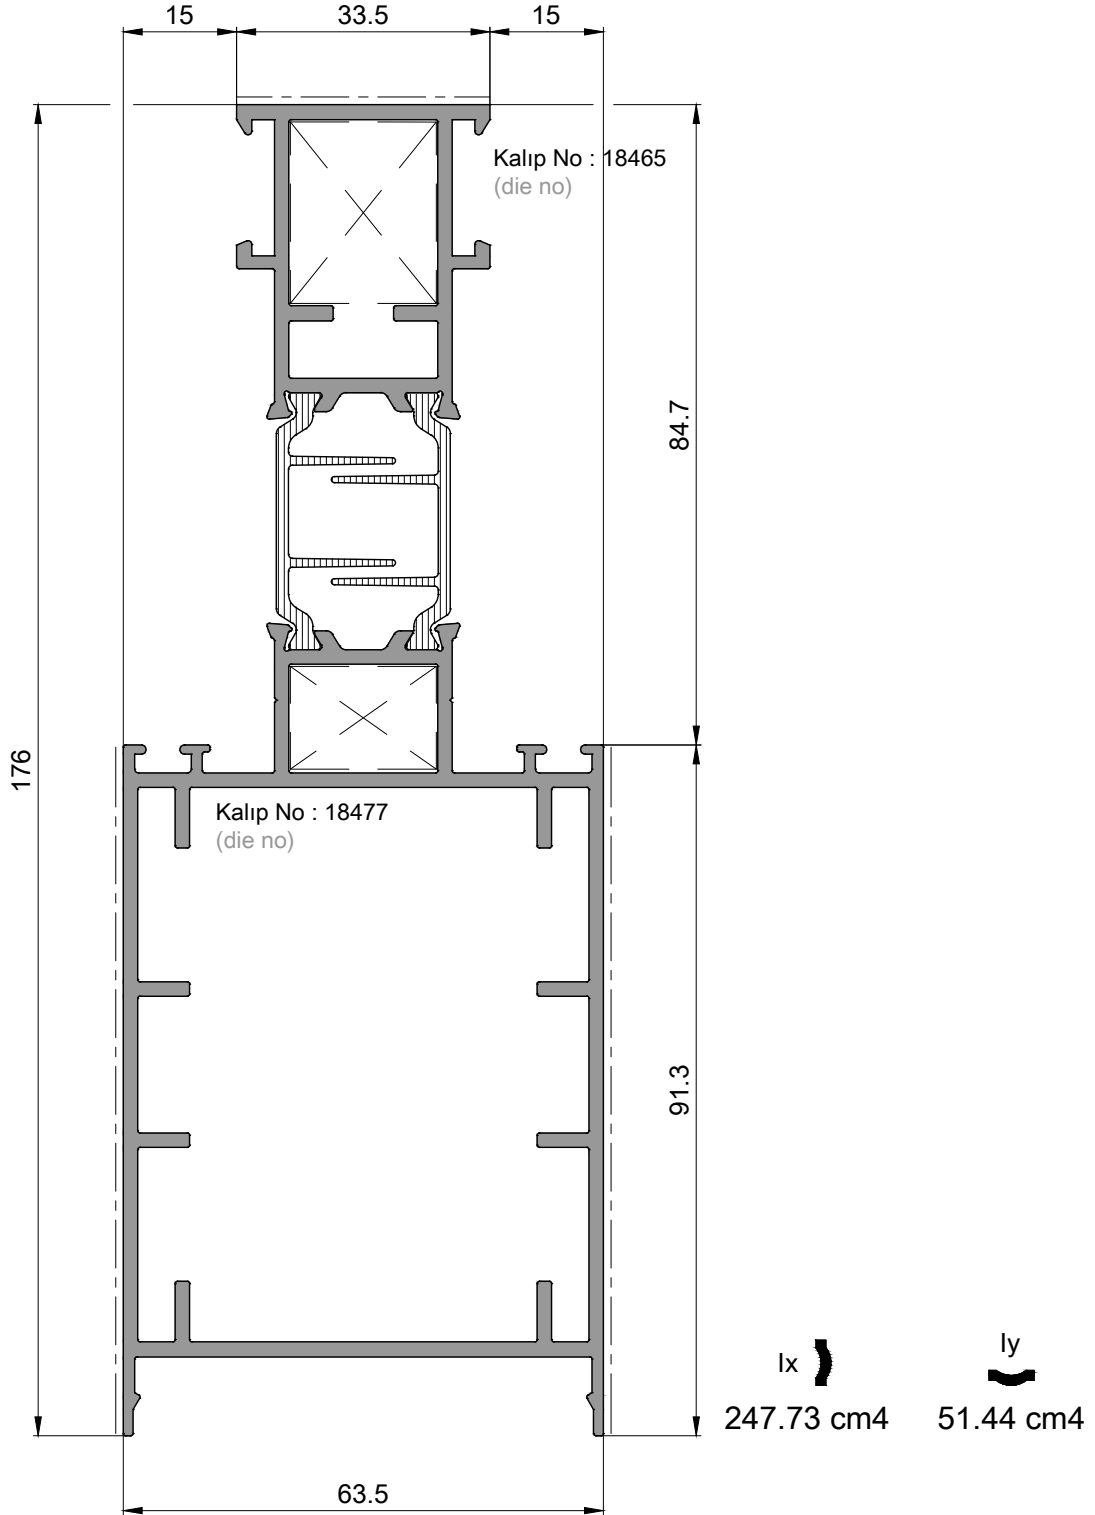 15
33.5
15
Kalıp No : 18465
(die no)
84.7
176
Kalıp No : 18477
(die no)
91.3
Ix
Iy
247.73 cm4
51.44 cm4
63.5